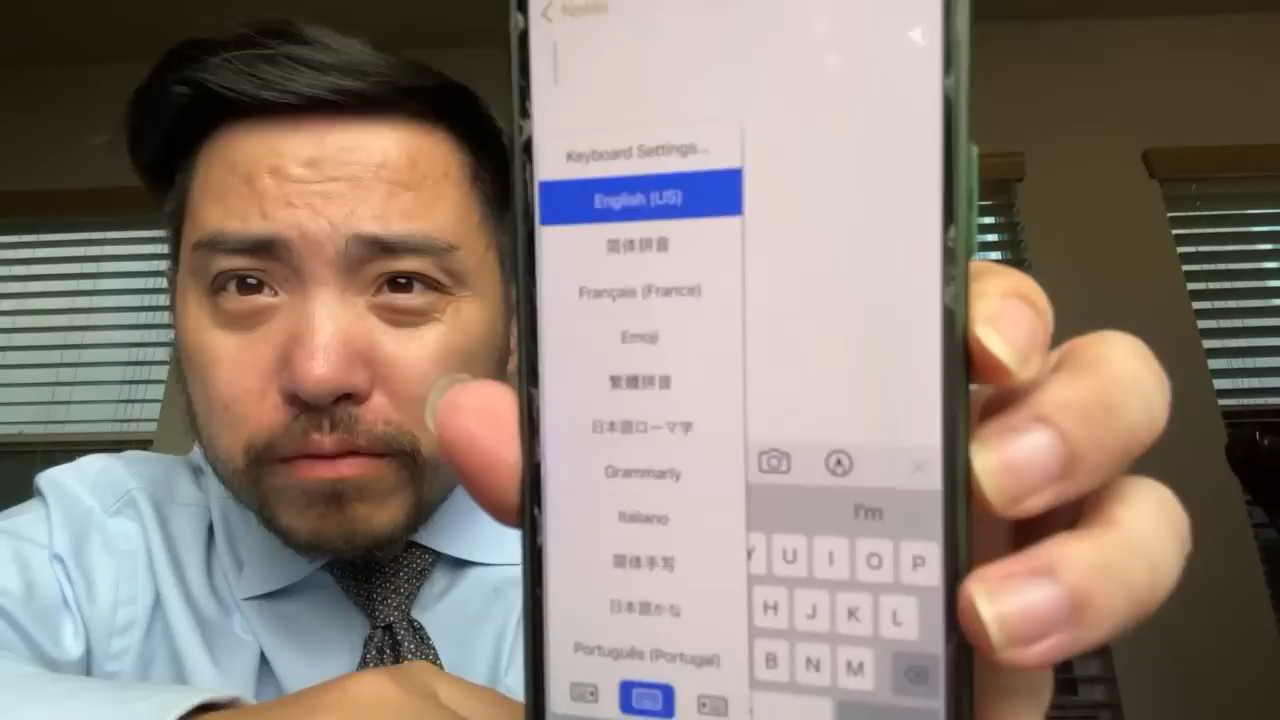 Notes
Keyboard Settings...
English (US)
简体拼音
Français (France)
Emoji
繁體拼音
日本語ローマ字
Grammarly
Italiano
简体手写
日本語かな
Português (Portugal)
I'm
Y U I O P
H J K L
B N M